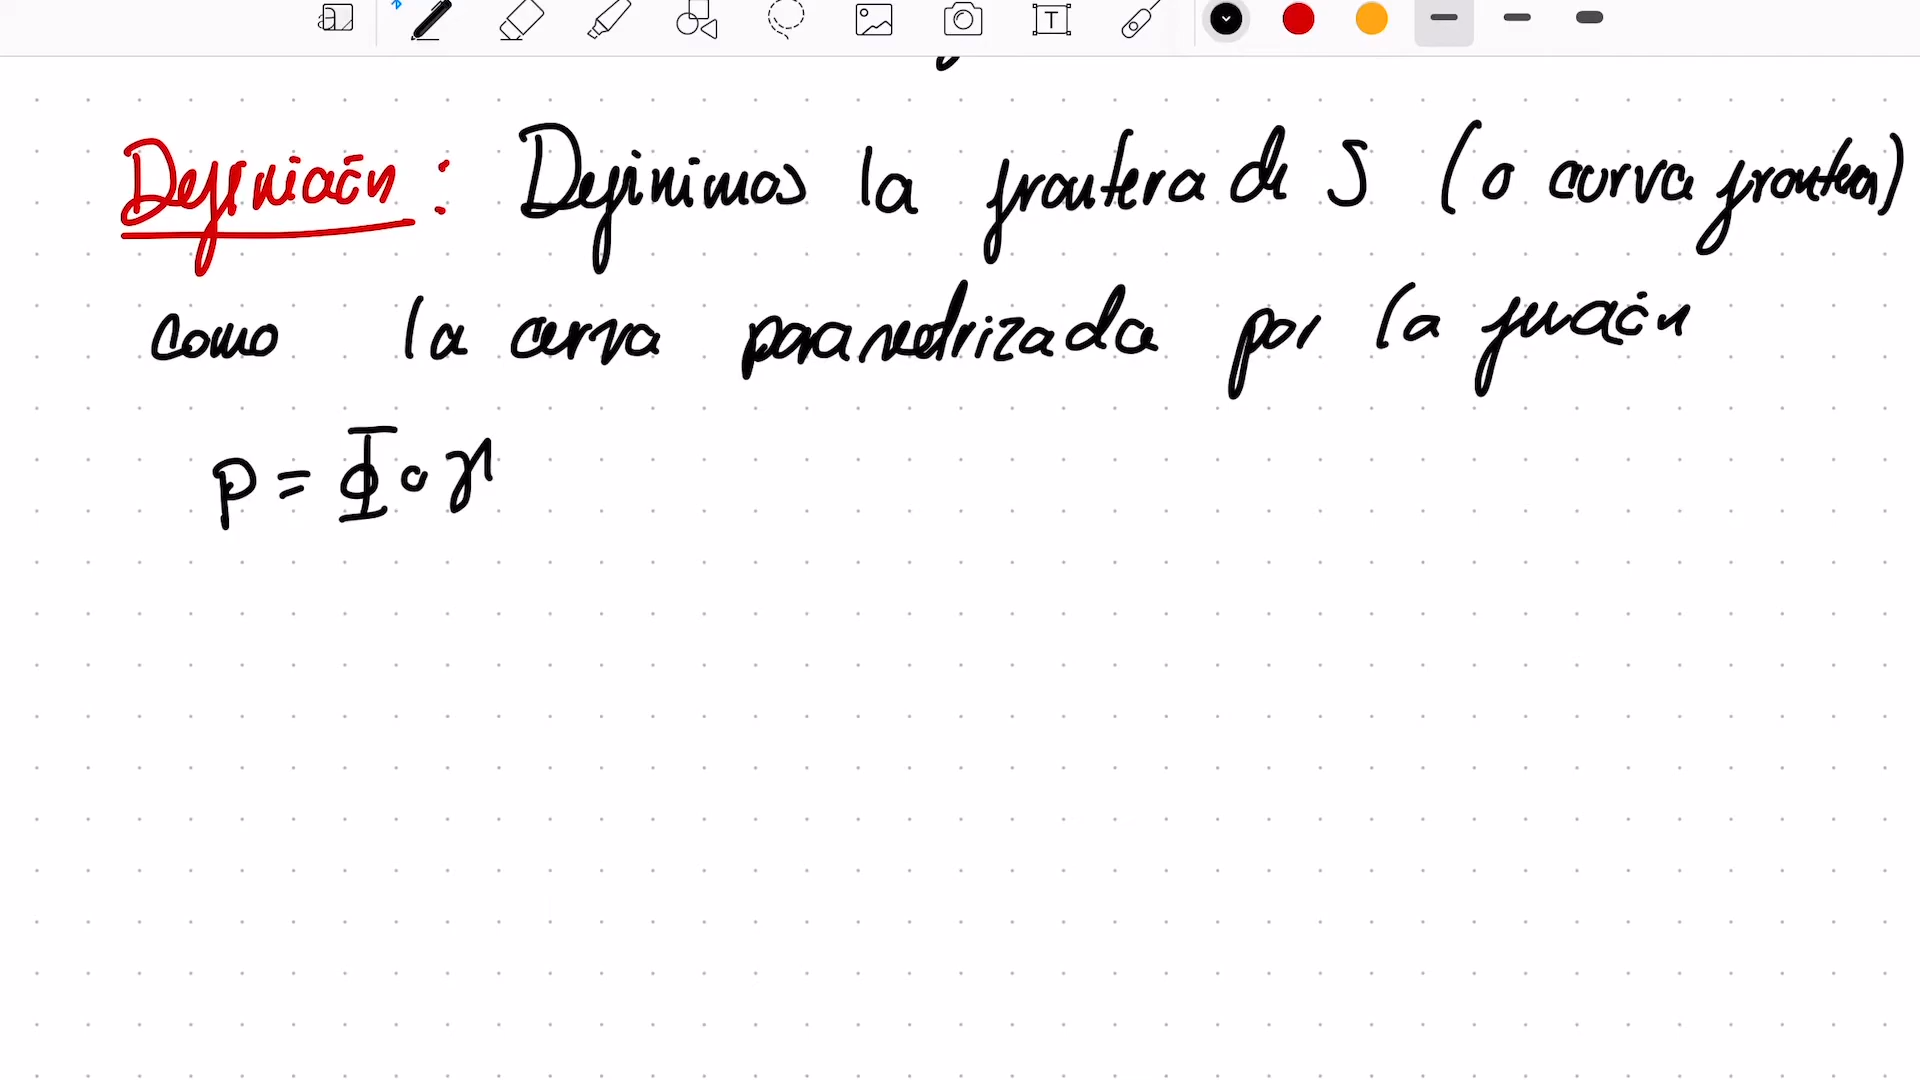 Definición: Definimos la frontera de S (o curva frontera)
como la curva parametrizada por la función
p = Φ ∘ γ